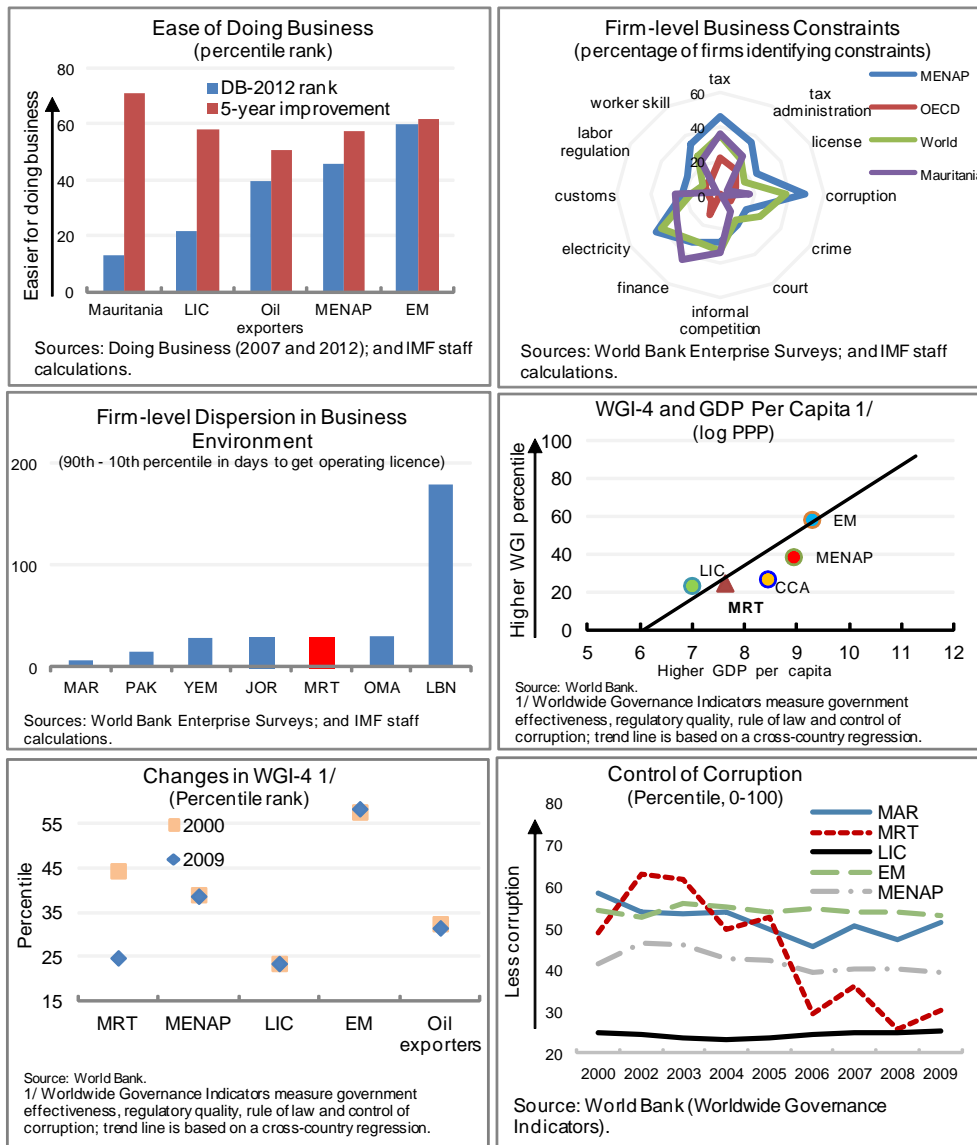 Ease of Doing Business
(percentile rank)
80
60
40
20
0
Easier for doing business
DB-2012 rank
5-year improvement
Mauritania
LIC
Oil
exporters
MENAP
EM
Sources: Doing Business (2007 and 2012); and IMF staff
calculations.
Firm-level Business Constraints
(percentage of firms identifying constraints)
tax
tax
administration
license
corruption
crime
court
informal
competition
finance
electricity
customs
labor
regulation
worker skill
60
40
20
0
MENAP
OECD
World
Mauritania
Sources: World Bank Enterprise Surveys; and IMF staff
calculations.
Firm-level Dispersion in Business
Environment
(90th - 10th percentile in days to get operating licence)
200
100
0
MAR
PAK
YEM
JOR
MRT
OMA
LBN
Sources: World Bank Enterprise Surveys; and IMF staff
calculations.
WGI-4 and GDP Per Capita 1/
(log PPP)
Higher WGI percentile
100
80
60
40
20
0
EM
MENAP
LIC
CCA
MRT
5 6 7 8 9 10 11 12
Higher GDP per capita
Source: World Bank.
1/ Worldwide Governance Indicators measure government
effectiveness, regulatory quality, rule of law and control of
corruption; trend line is based on a cross-country regression.
Changes in WGI-4 1/
(Percentile rank)
Percentile
55
45
35
25
15
2000
2009
MRT
MENAP
LIC
EM
Oil
exporters
Source: World Bank.
1/ Worldwide Governance Indicators measure government
effectiveness, regulatory quality, rule of law and control of
corruption; trend line is based on a cross-country regression.
Control of Corruption
(Percentile, 0-100)
Less corruption
80
70
60
50
40
30
20
MAR
MRT
LIC
EM
MENAP
2000 2002 2003 2004 2005 2006 2007 2008 2009
Source: World Bank (Worldwide Governance
Indicators).